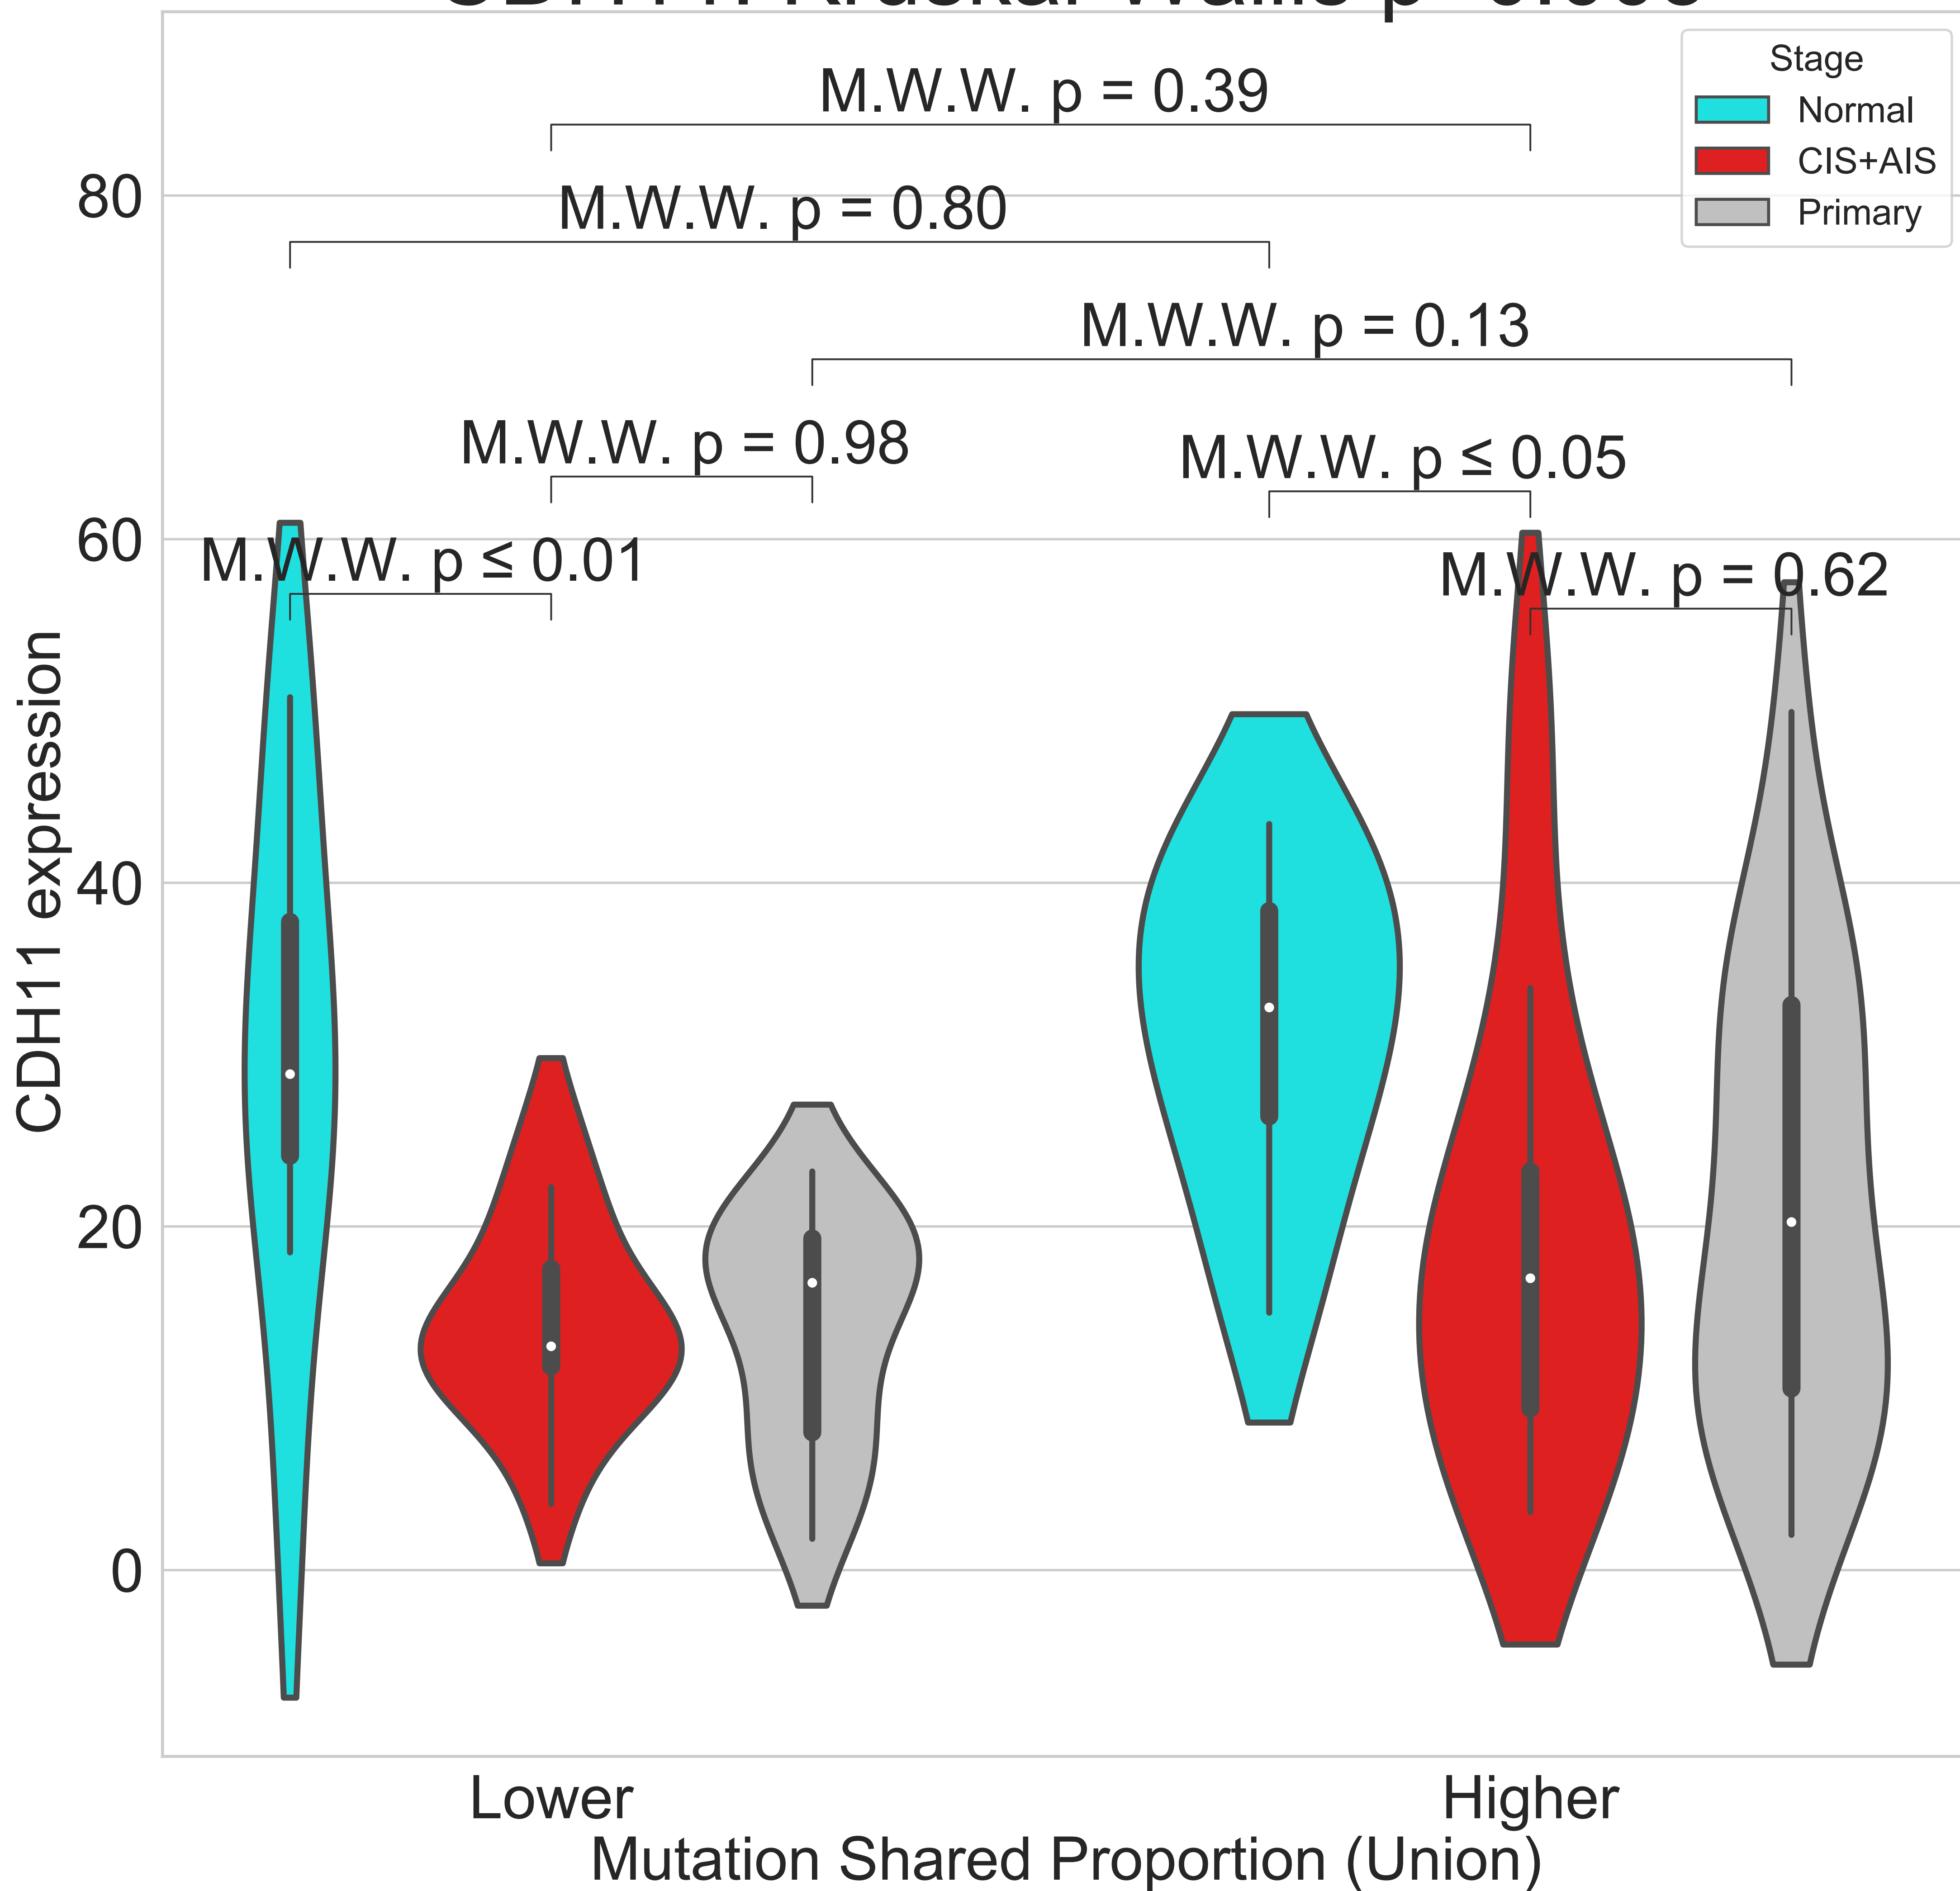 Stage
Normal
CIS+AIS
Primary
M.W.W. p = 0.39
M.W.W. p = 0.80
M.W.W. p = 0.13
M.W.W. p = 0.98
M.W.W. p ≤ 0.05
M.W.W. p ≤ 0.01
M.W.W. p = 0.62
80
60
40
20
0
CDH11 expression
Lower
Higher
Mutation Shared Proportion (Union)